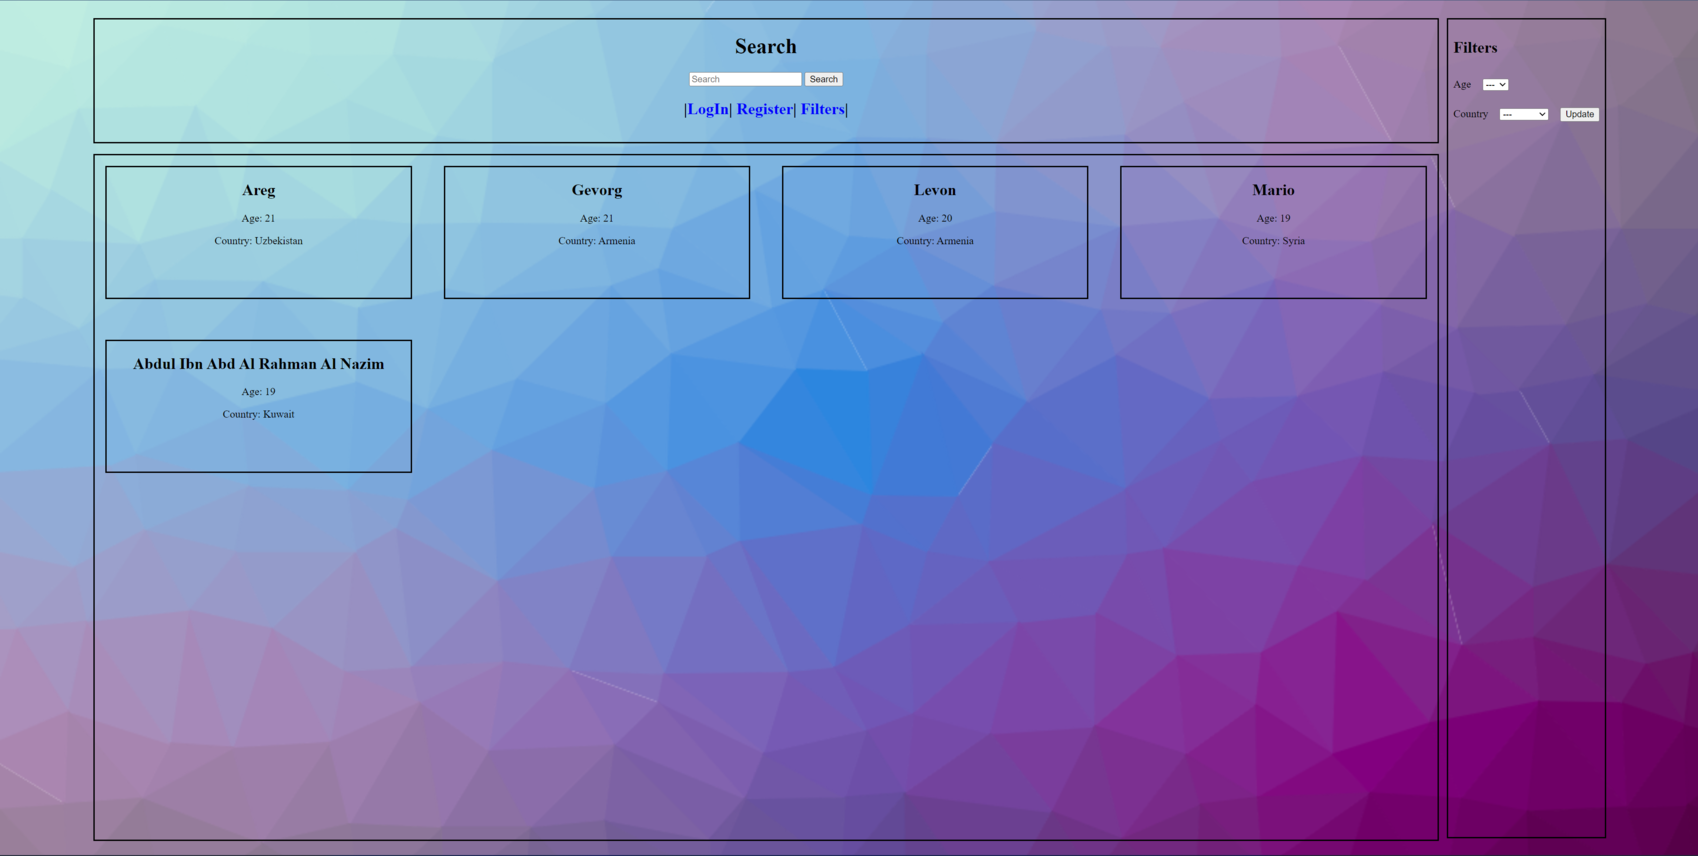 Search
Search Search
|LogIn| Register| Filters|
Filters
Age ---
Country --- Update
Areg
Age: 21
Country: Uzbekistan
Gevorg
Age: 21
Country: Armenia
Levon
Age: 20
Country: Armenia
Mario
Age: 19
Country: Syria
Abdul Ibn Abd Al Rahman Al Nazim
Age: 19
Country: Kuwait